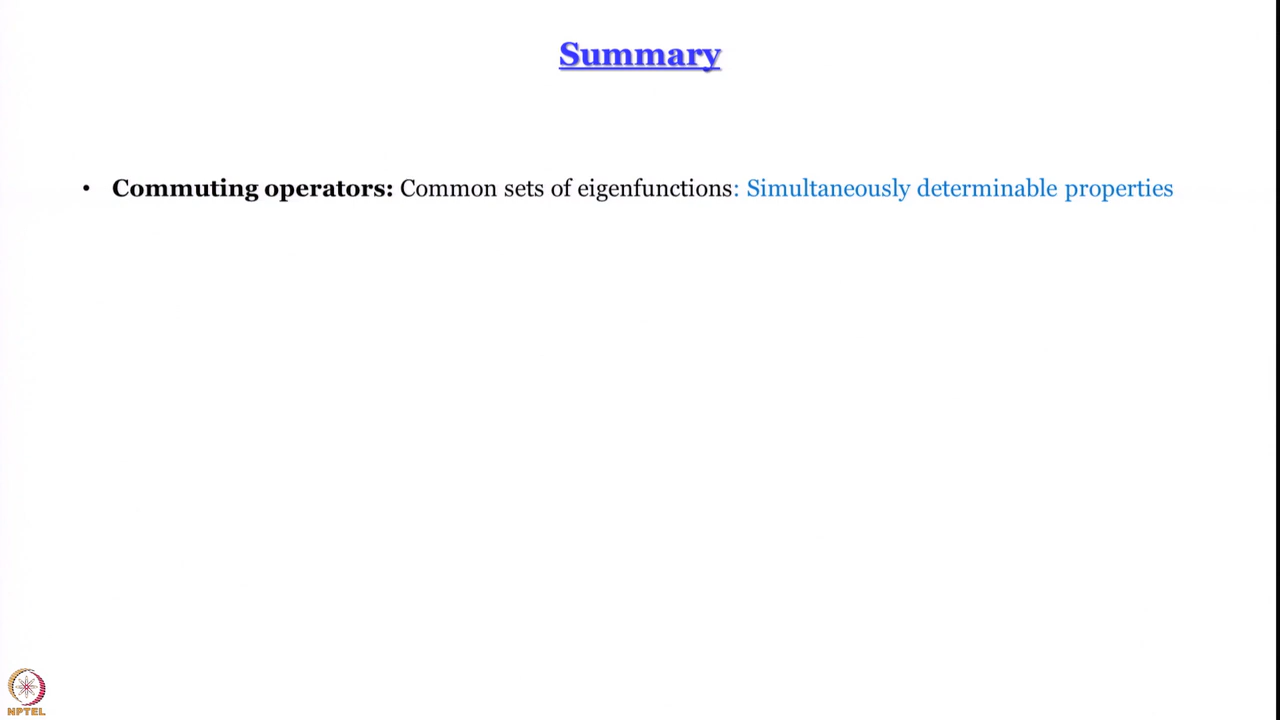 Summary
• Commuting operators: Common sets of eigenfunctions: Simultaneously determinable properties
NPTEL